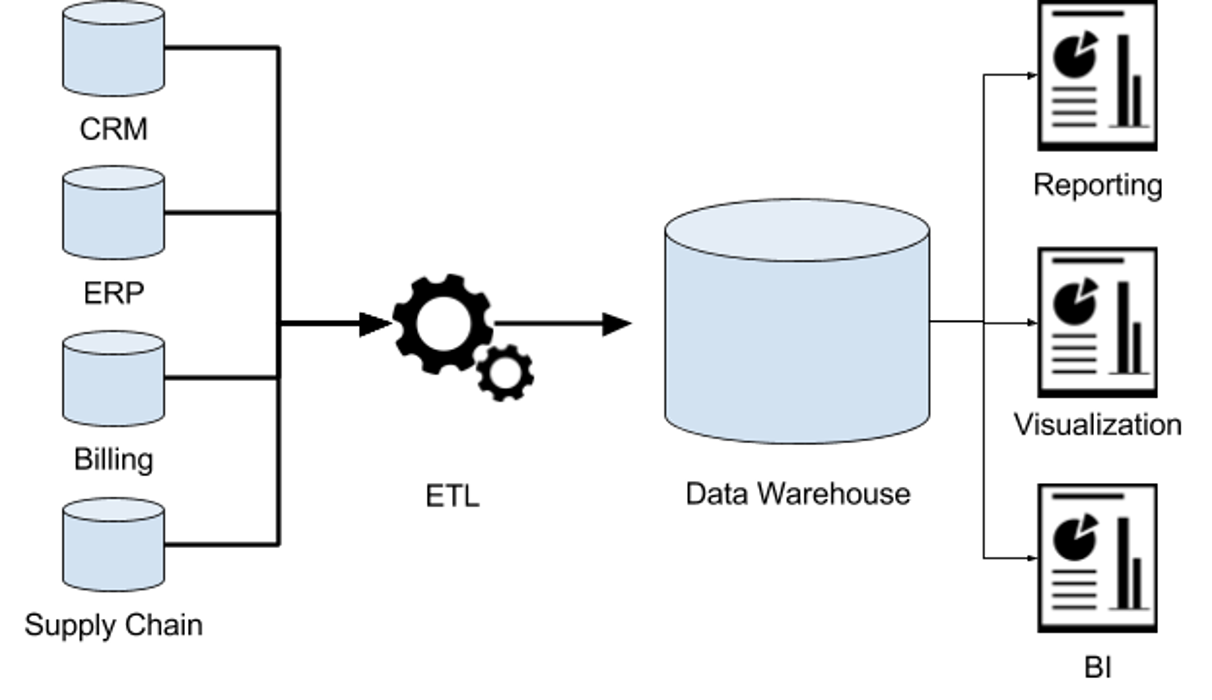 CRM
ERP
Billing
Supply Chain
ETL
Data Warehouse
Reporting
Visualization
BI